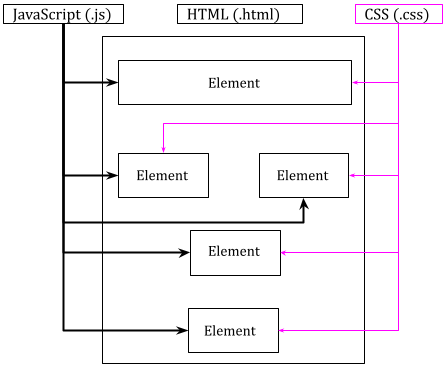 JavaScript (.js)
HTML (.html)
CSS (.css)
Element
Element
Element
Element
Element